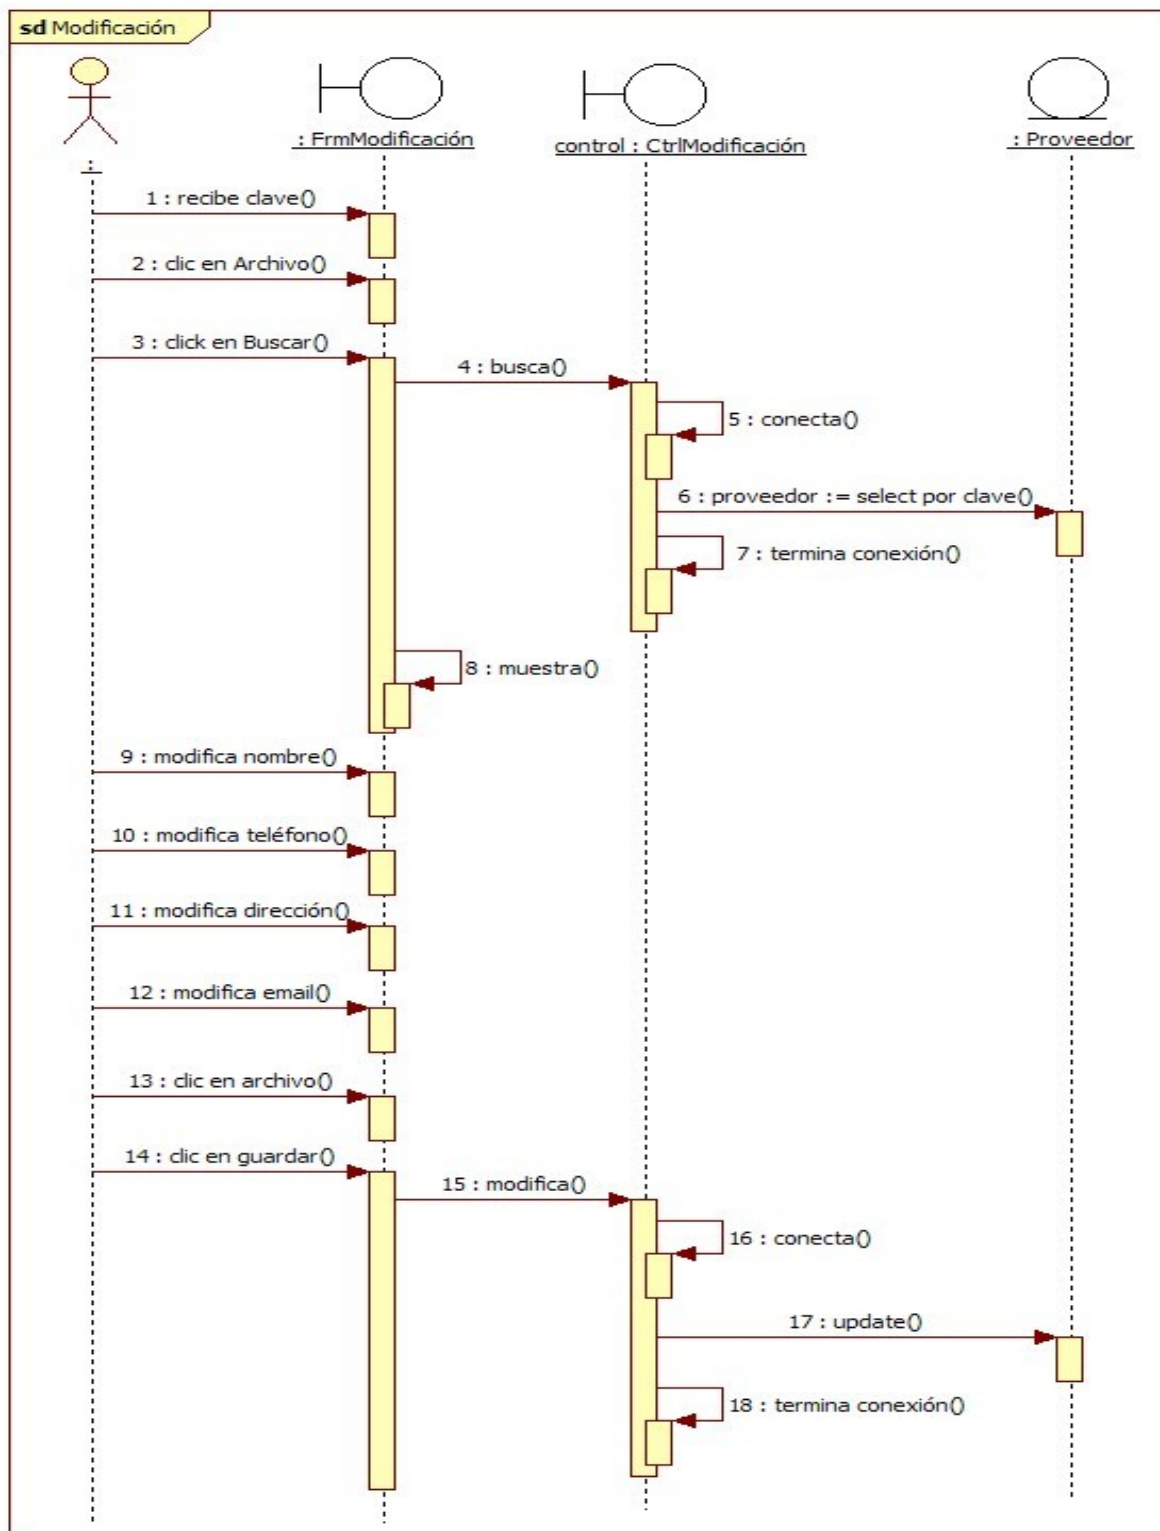 sd Modificación
:
: FrmModificación
control : CtrlModificación
: Proveedor
1 : recibe clave()
2 : clic en Archivo()
3 : click en Buscar()
4 : busca()
5 : conecta()
6 : proveedor := select por clave()
7 : termina conexión()
8 : muestra()
9 : modifica nombre()
10 : modifica teléfono()
11 : modifica dirección()
12 : modifica email()
13 : clic en archivo()
14 : clic en guardar()
15 : modifica()
16 : conecta()
17 : update()
18 : termina conexión()